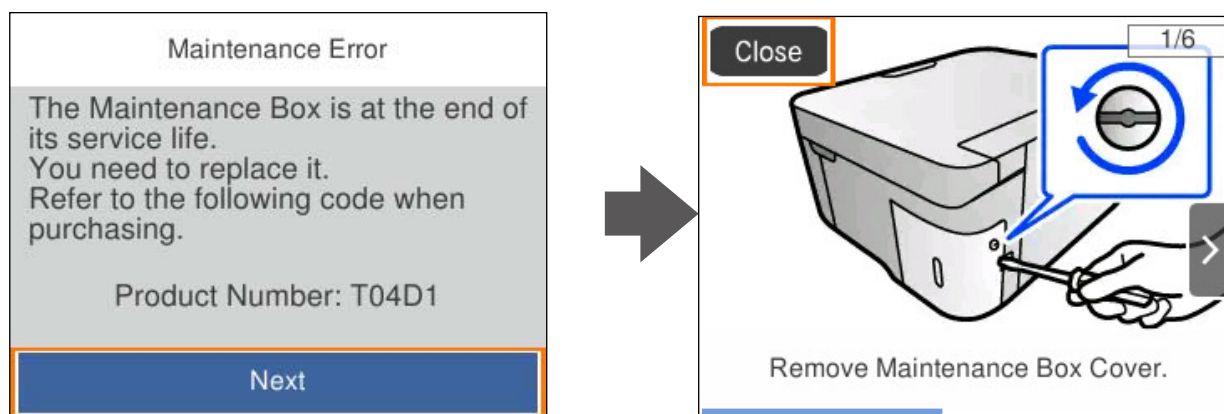 Maintenance Error
The Maintenance Box is at the end of
its service life.
You need to replace it.
Refer to the following code when
purchasing.
Product Number: T04D1
Next
Close
1/6
Remove Maintenance Box Cover.